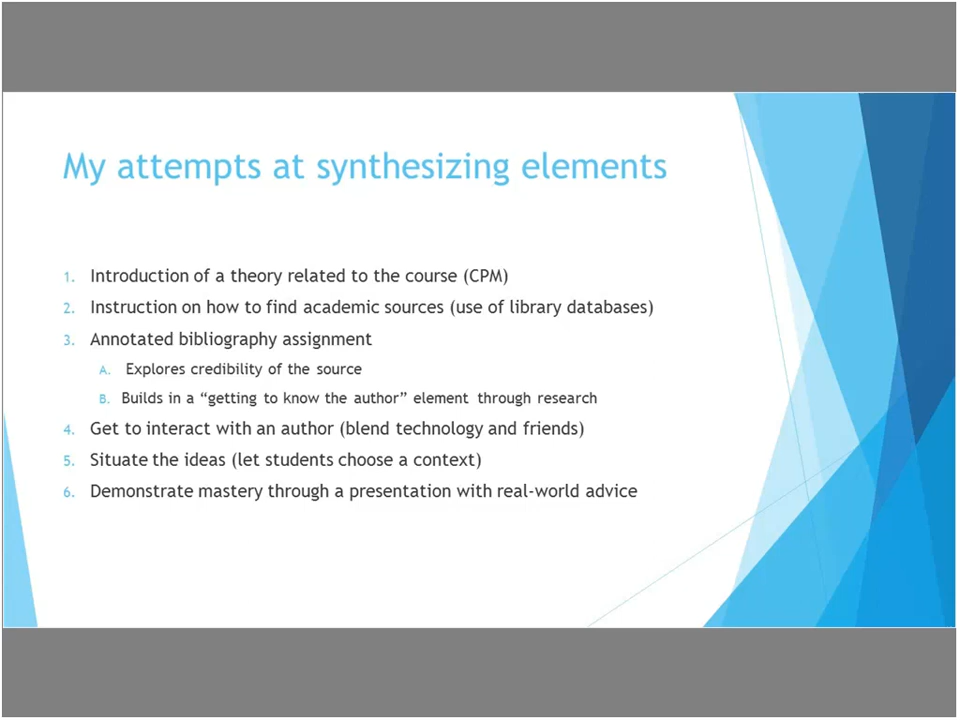 My attempts at synthesizing elements
1. Introduction of a theory related to the course (CPM)
2. Instruction on how to find academic sources (use of library databases)
3. Annotated bibliography assignment
A. Explores credibility of the source
B. Builds in a “getting to know the author” element through research
4. Get to interact with an author (blend technology and friends)
5. Situate the ideas (let students choose a context)
6. Demonstrate mastery through a presentation with real-world advice